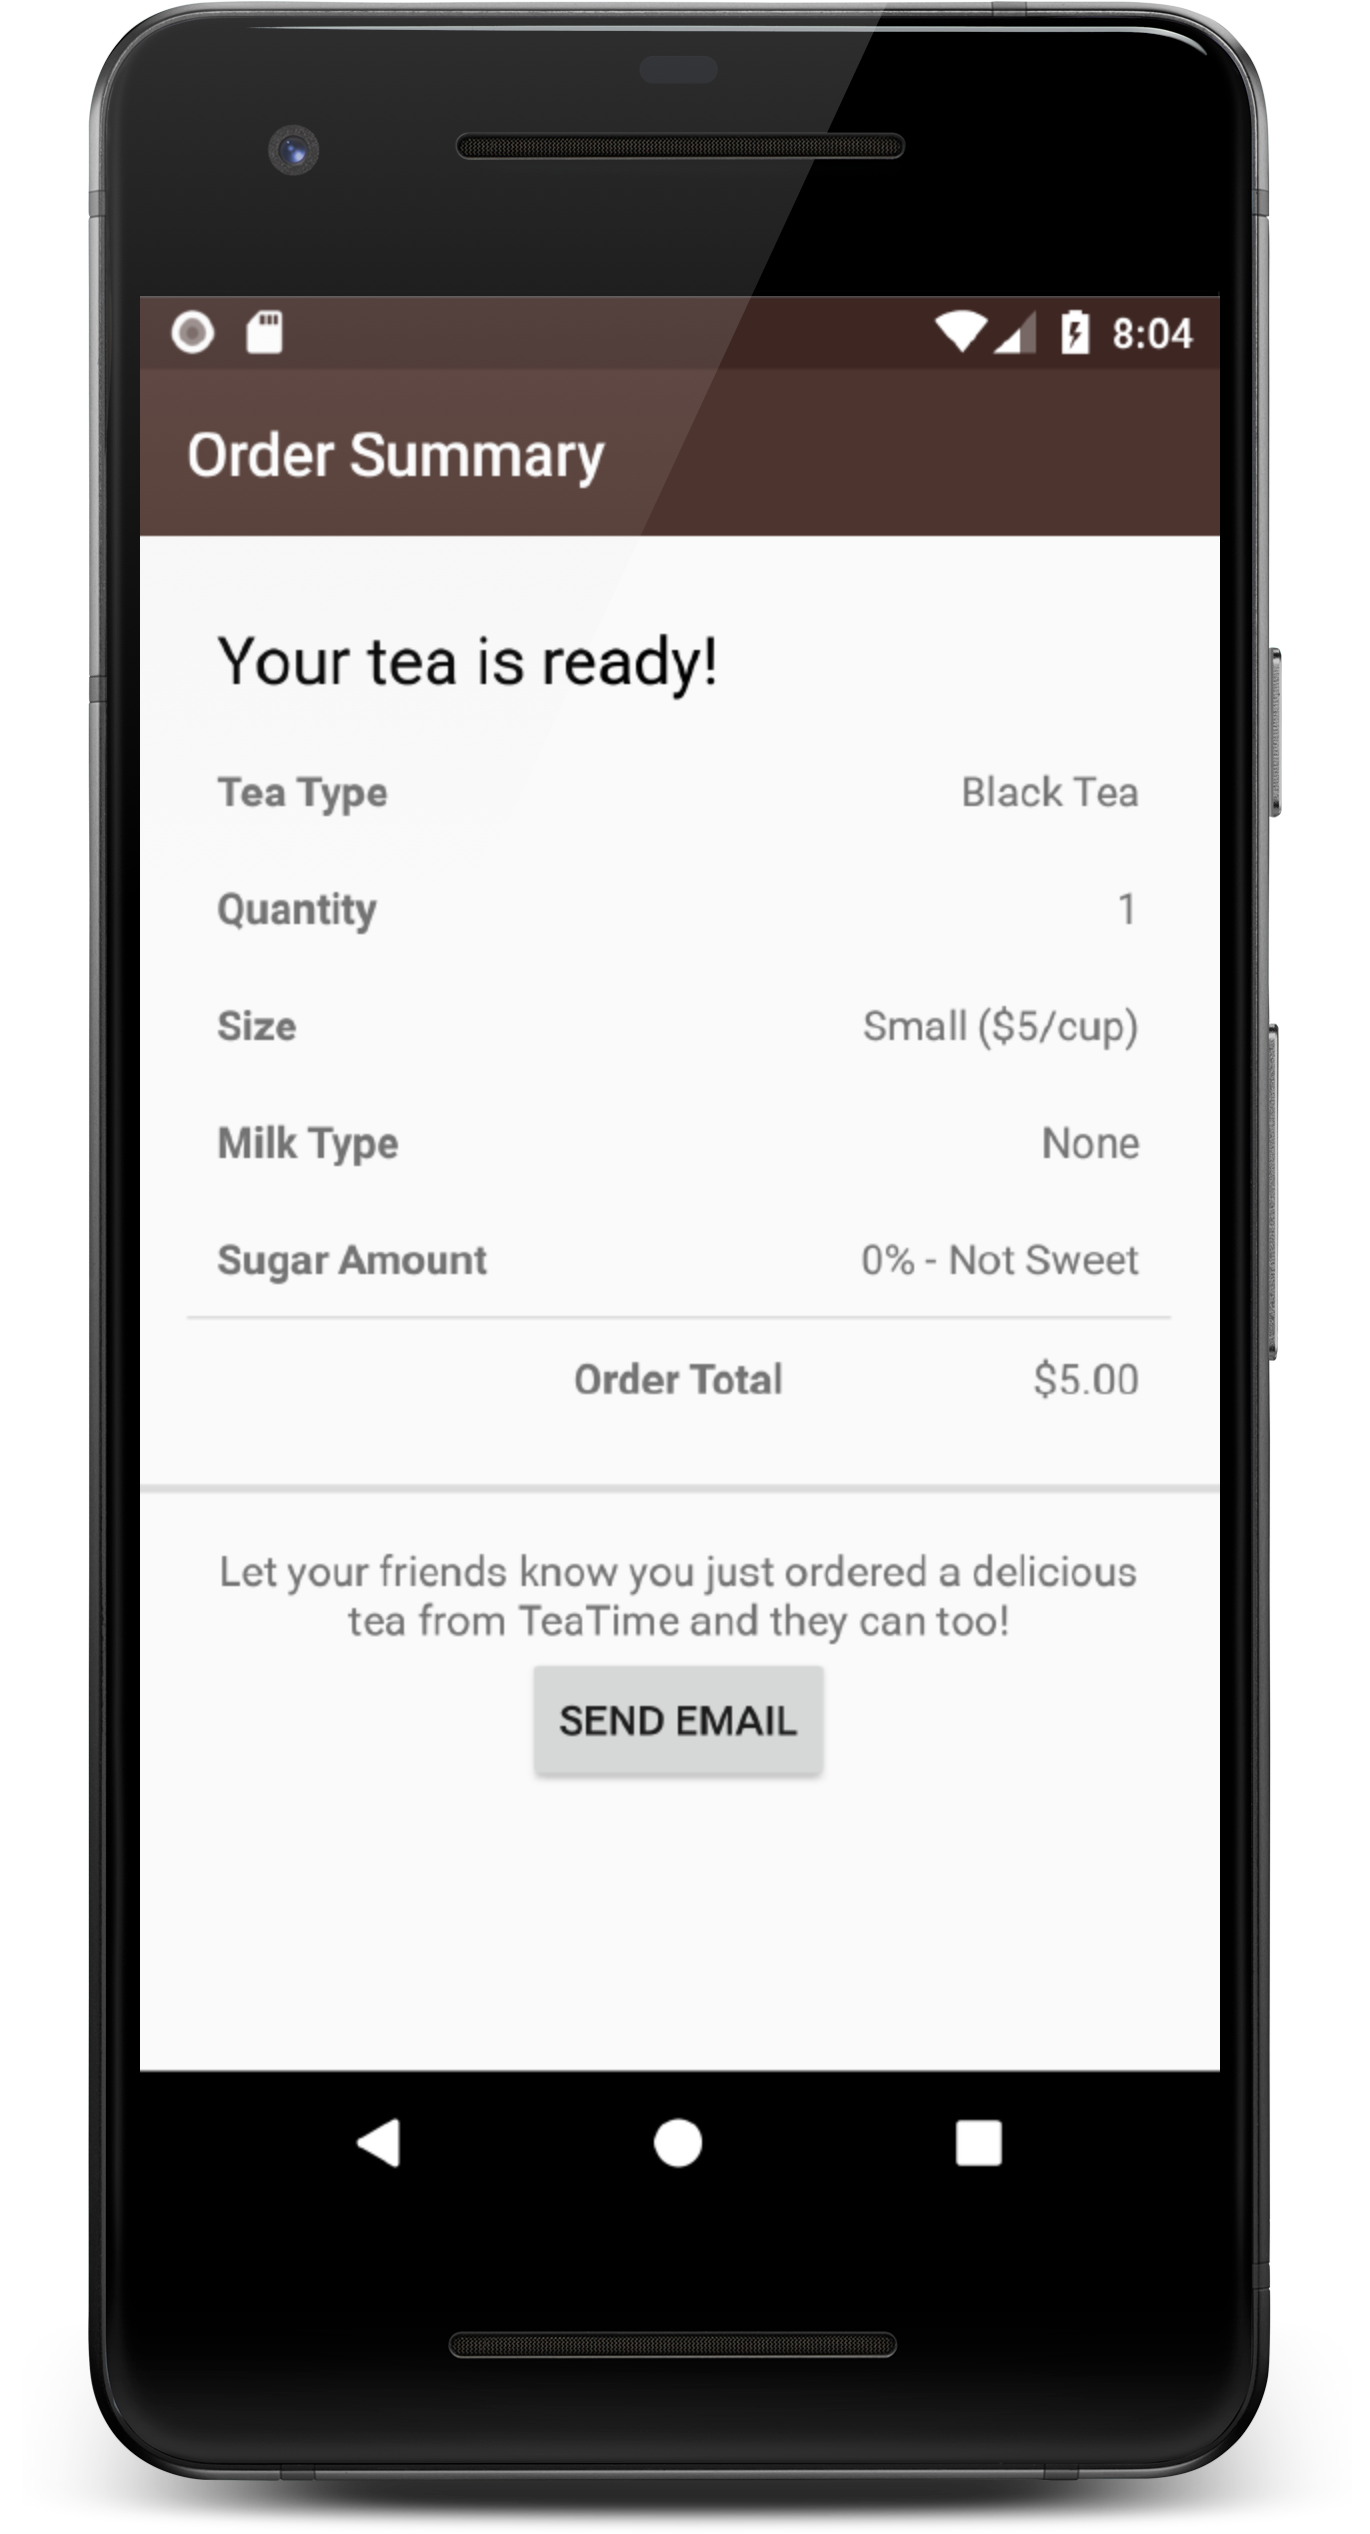 8:04
Order Summary
Your tea is ready!
Tea Type Black Tea
Quantity 1
Size Small ($5/cup)
Milk Type None
Sugar Amount 0% - Not Sweet
Order Total $5.00
Let your friends know you just ordered a delicious
tea from TeaTime and they can too!
SEND EMAIL